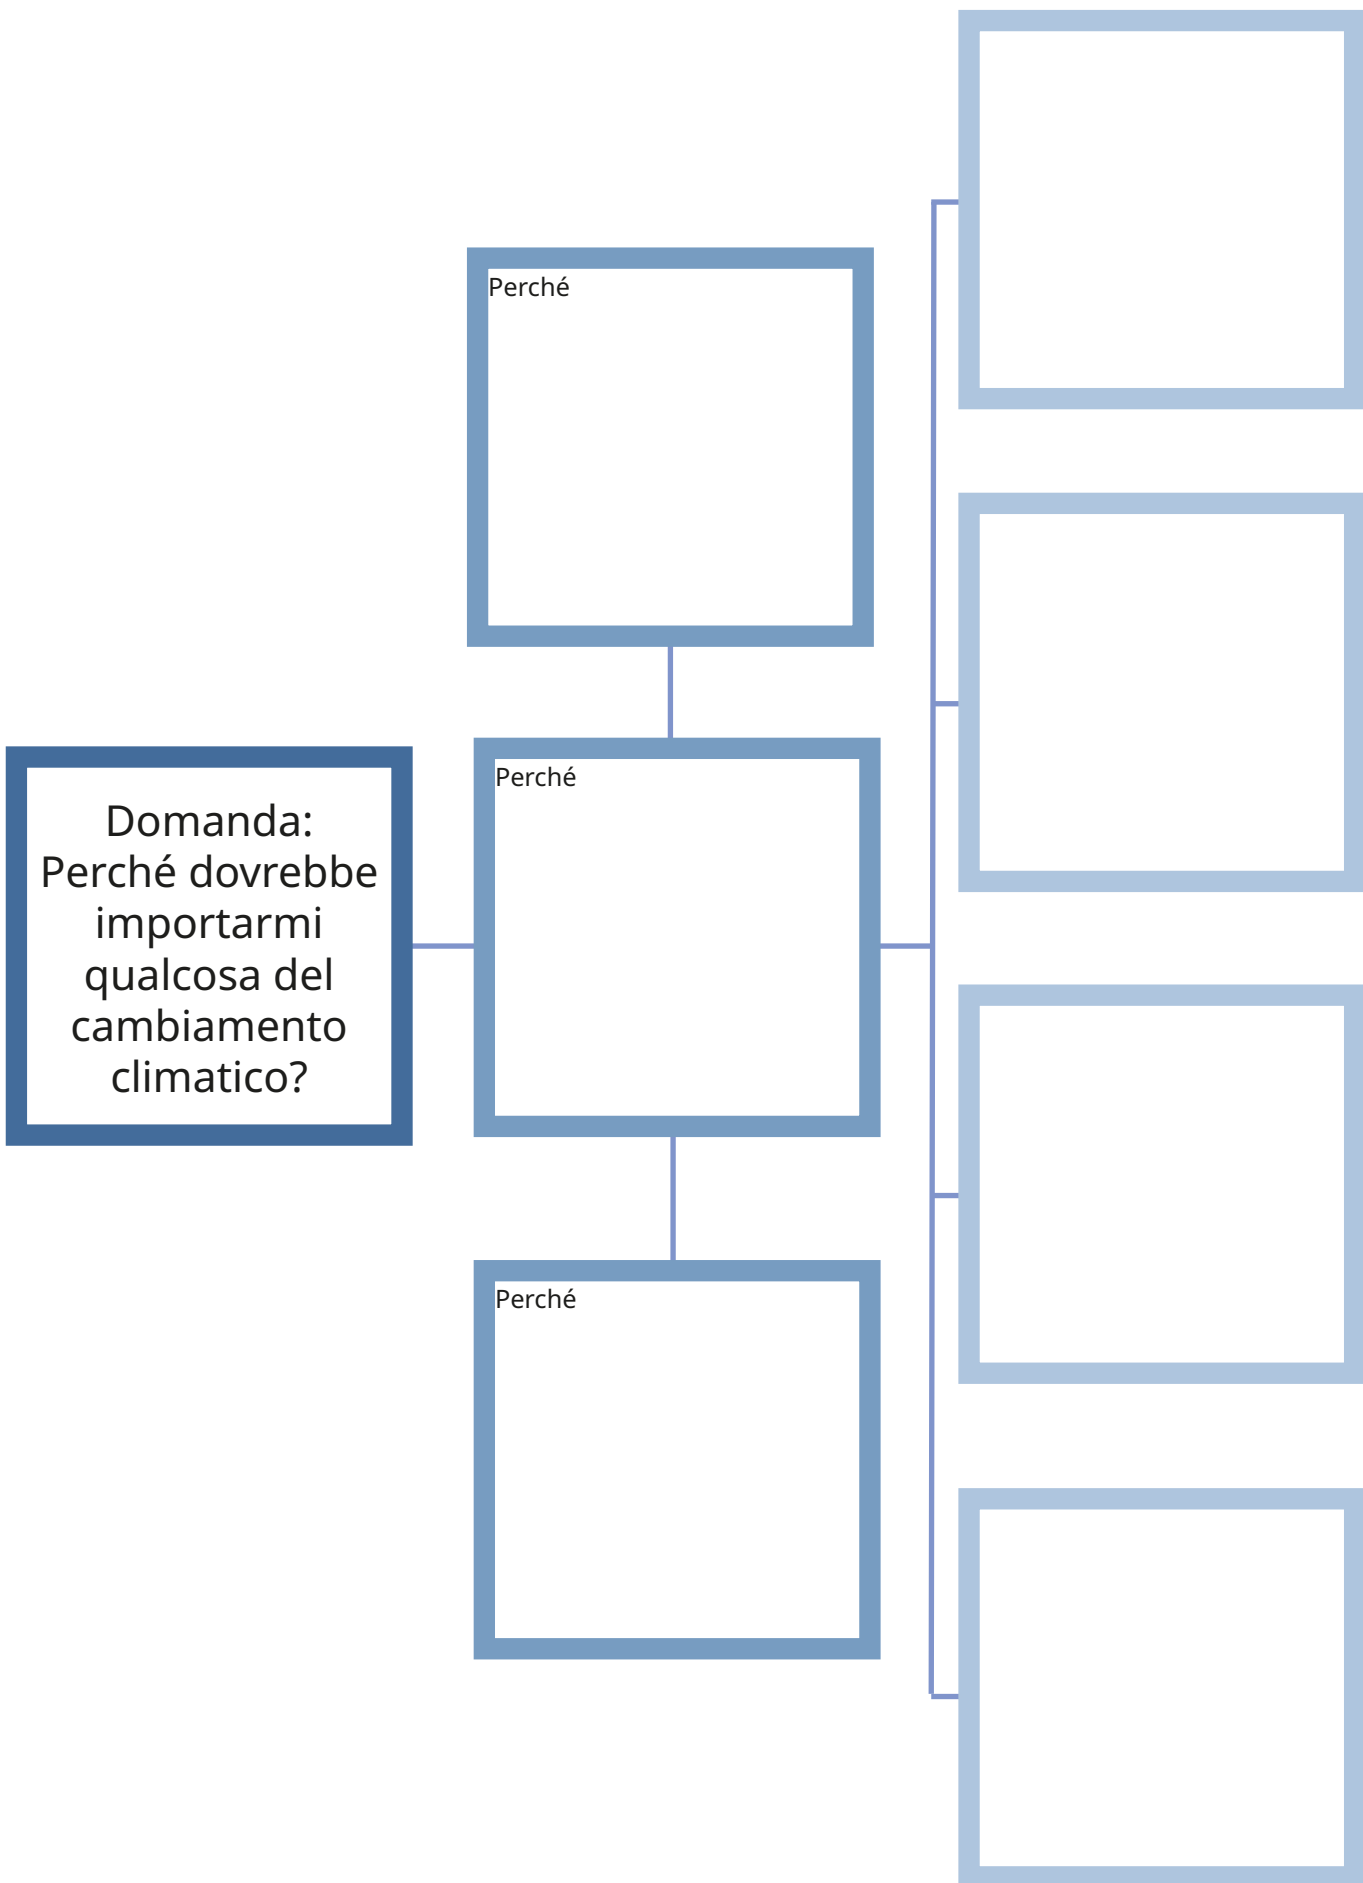 Perché
Domanda:
Perché dovrebbe
importarmi
qualcosa del
cambiamento
climatico?
Perché
Perché